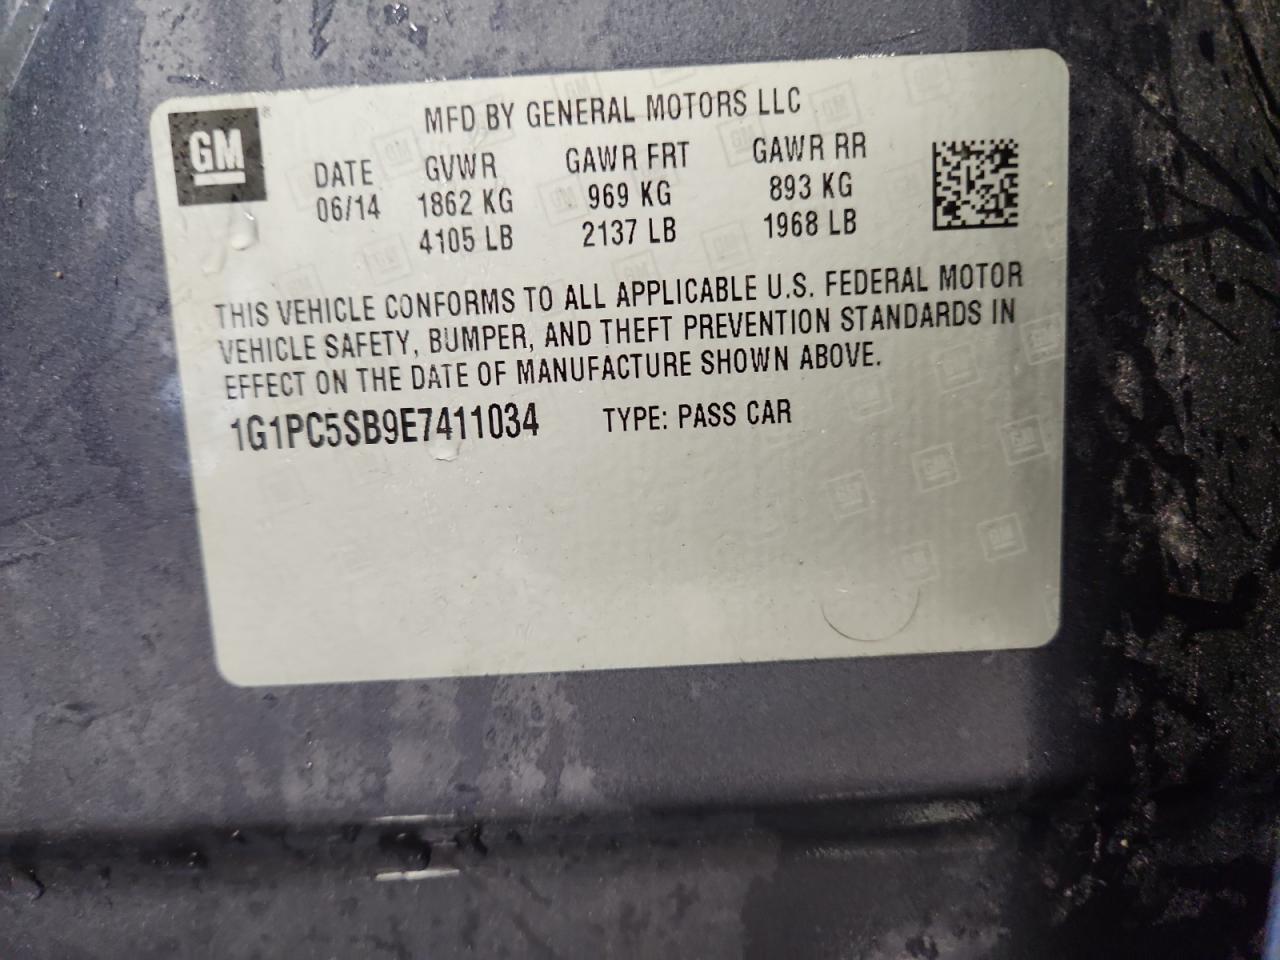 GM
MFD BY GENERAL MOTORS LLC
DATE GVWR GAWR FRT GAWR RR
06/14 1862 KG 969 KG 893 KG
4105 LB 2137 LB 1968 LB
THIS VEHICLE CONFORMS TO ALL APPLICABLE U.S. FEDERAL MOTOR
VEHICLE SAFETY, BUMPER, AND THEFT PREVENTION STANDARDS IN
EFFECT ON THE DATE OF MANUFACTURE SHOWN ABOVE.
1G1PC5SB9E7411034 TYPE: PASS CAR